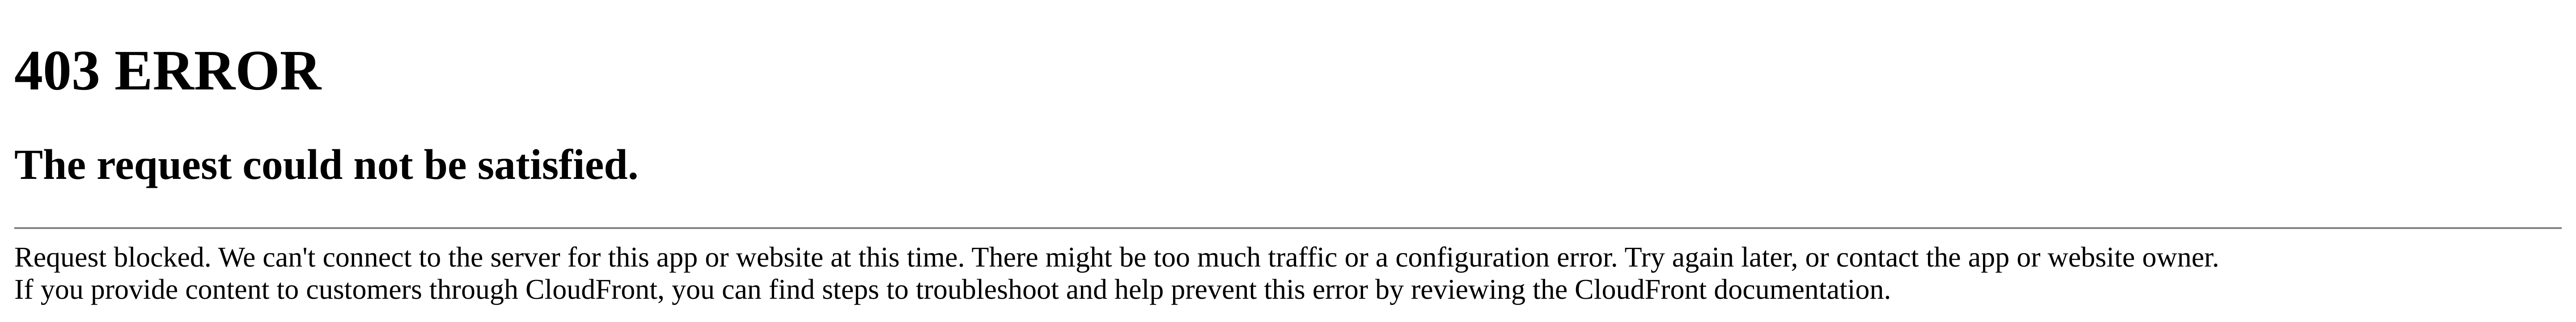 403 ERROR
The request could not be satisfied.
Request blocked. We can't connect to the server for this app or website at this time. There might be too much traffic or a configuration error. Try again later, or contact the app or website owner.
If you provide content to customers through CloudFront, you can find steps to troubleshoot and help prevent this error by reviewing the CloudFront documentation.